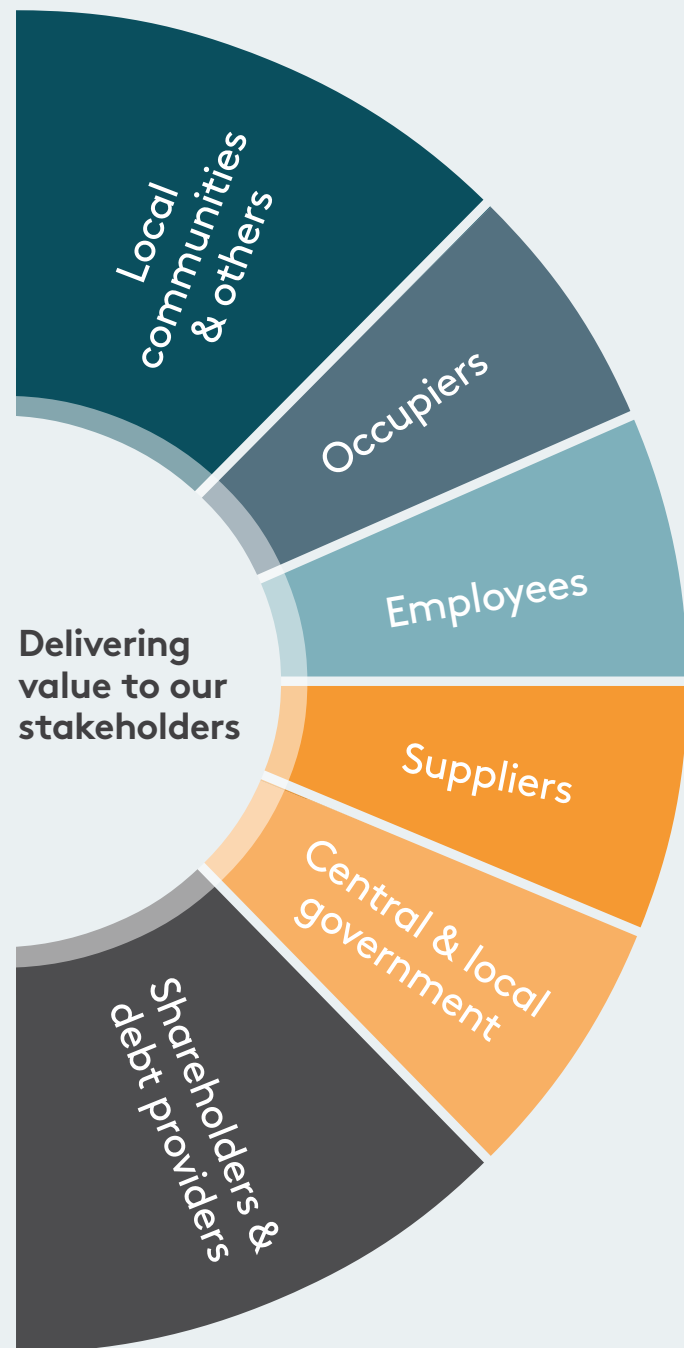 Local
communities
& others
Occupiers
Employees
Delivering
value to our
stakeholders
Suppliers
Central & local
government
Shareholders &
debt providers